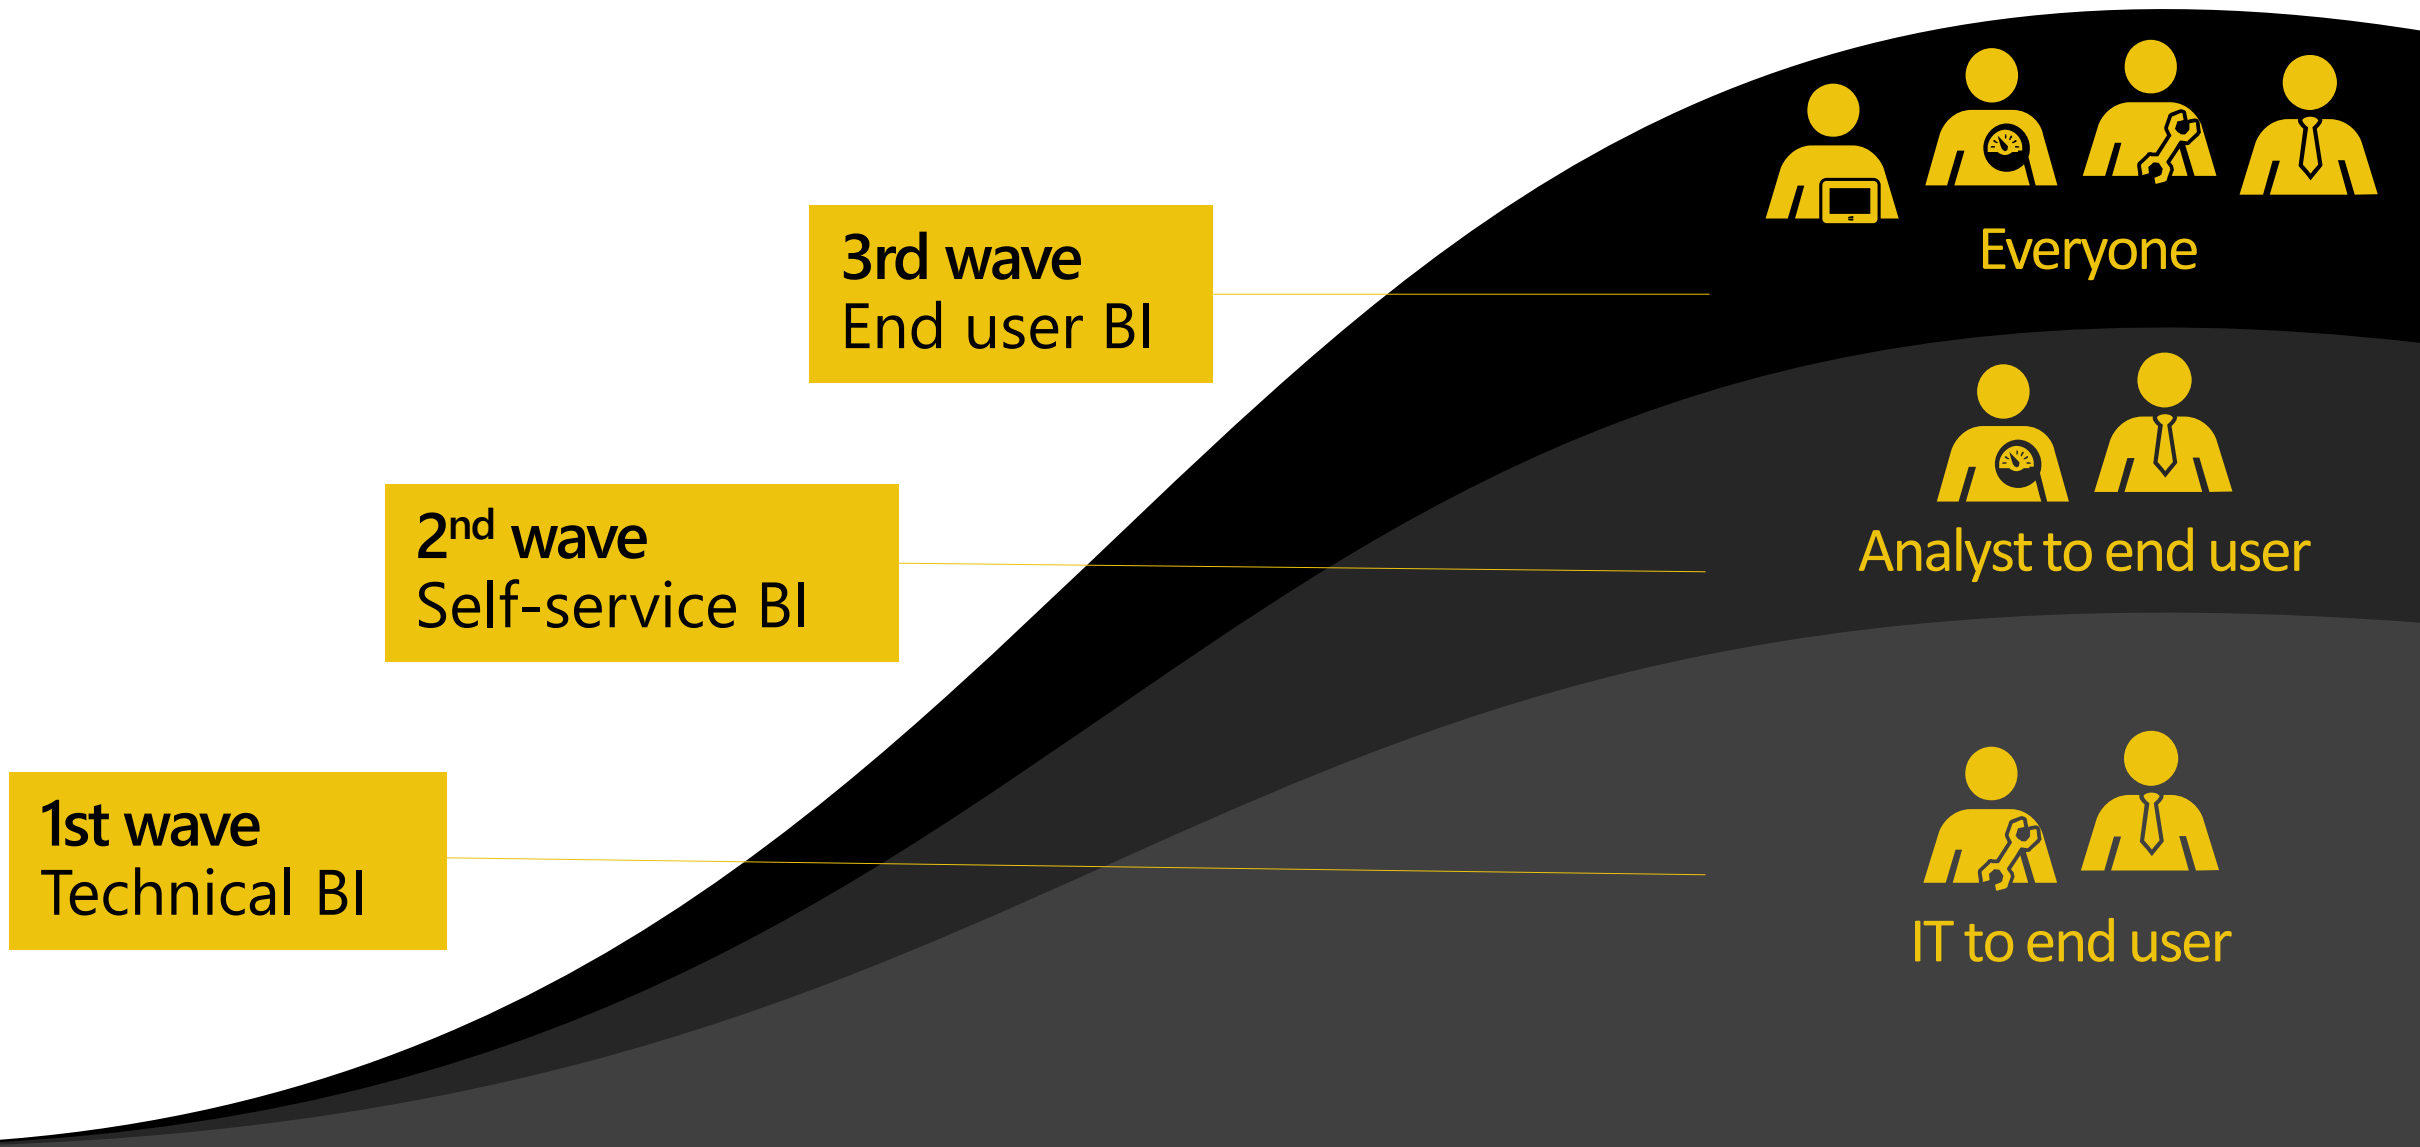 Everyone
3rd wave
End user BI
2nd wave
Self-service BI
Analyst to end user
1st wave
Technical BI
IT to end user